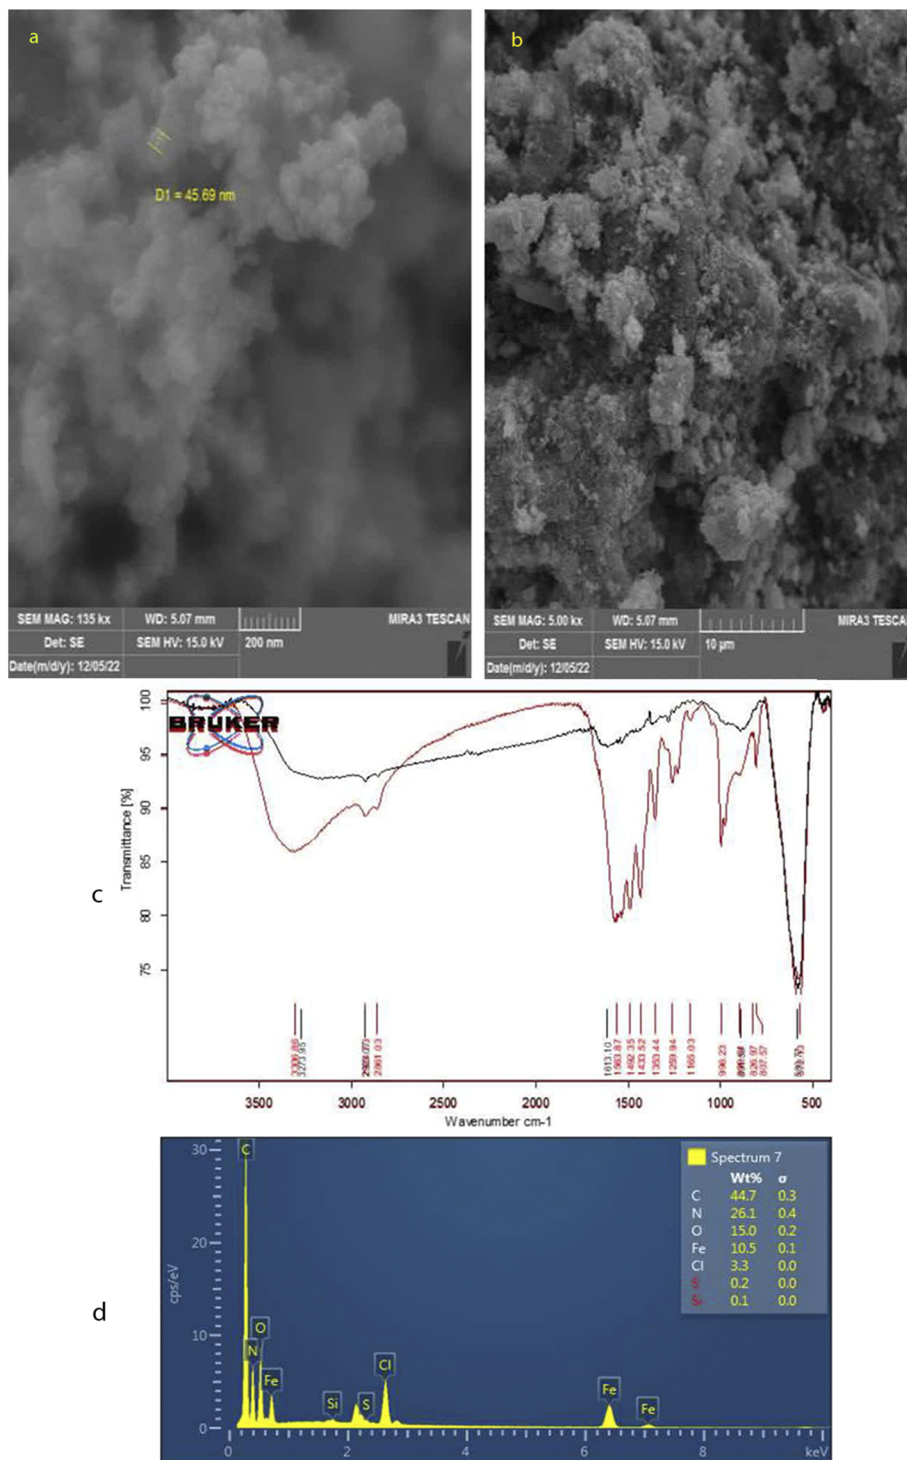 a
D1 = 45.69 nm
SEM MAG: 135 kx WD: 5.07 mm MIRA3 TESCAN
Det: SE SEM HV: 15.0 kV 200 nm
Date(m/d/y): 12/05/22
b
SEM MAG: 5.00 kx WD: 5.07 mm MIRA3 TESCAN
Det: SE SEM HV: 15.0 kV 10 µm
Date(m/d/y): 12/05/22
c
BRUKER
Transmittance [%]
100
95
90
85
80
75
3306.86
3273.95
2861.03
1613.10
1563.87
1492.35
1433.52
1353.44
1259.94
1165.03
996.23
826.97
807.57
3500 3000 2500 2000 1500 1000 500
Wavenumber cm-1
d
cps/eV
30
20
10
0
C
N
O
Fe
Si
S
Cl
Fe
Fe
0 2 4 6 8 keV
Spectrum 7
Wt% σ
C 44.7 0.3
N 26.1 0.4
O 15.0 0.2
Fe 10.5 0.1
Cl 3.3 0.0
S 0.2 0.0
Si 0.1 0.0